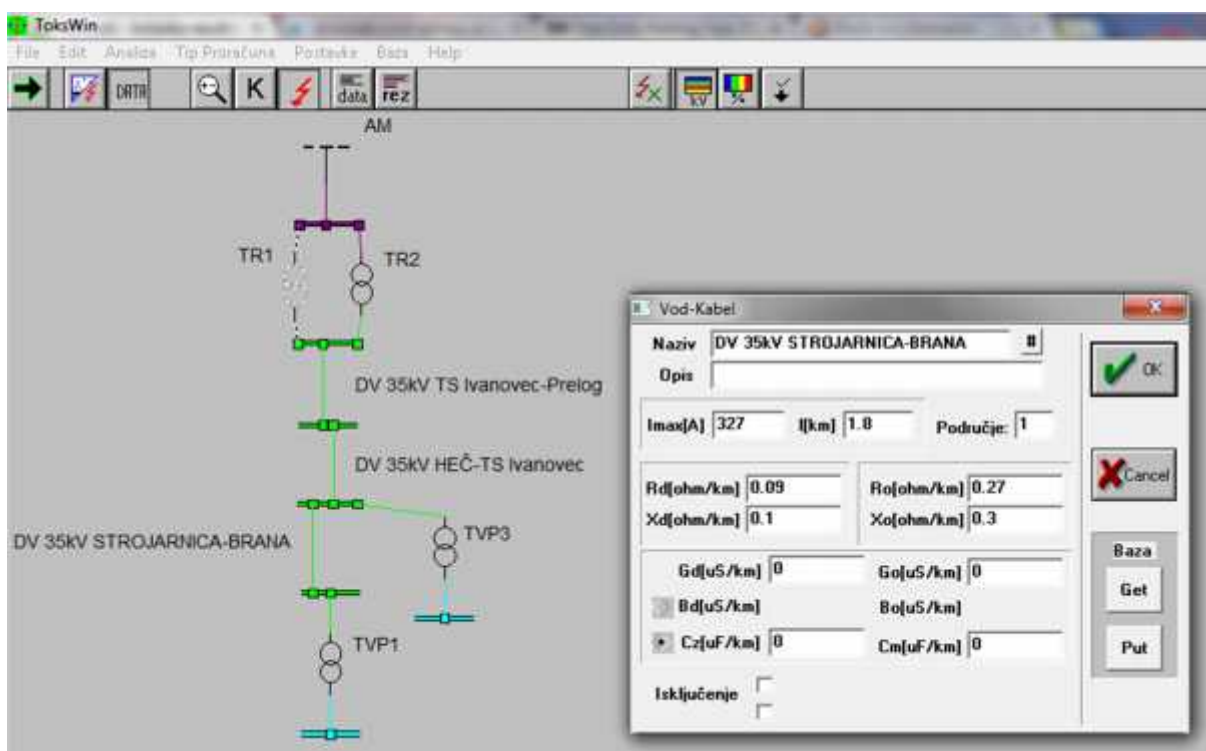 ToksWin
File Edit Analiza Tip Proračuna Postavke Baza Help
DATA K data rez kV %
AM
TR1 TR2
DV 35kV TS Ivanovec-Prelog
DV 35kV HEČ-TS Ivanovec
DV 35kV STROJARNICA-BRANA
TVP3
TVP1
Vod-Kabel
Naziv DV 35kV STROJARNICA-BRANA #
Opis
Imax[A] 327 l[km] 1.8 Područje: 1
Rd[ohm/km] 0.09 Ro[ohm/km] 0.27
Xd[ohm/km] 0.1 Xo[ohm/km] 0.3
Gd[uS/km] 0 Go[uS/km] 0
Bd[uS/km] Bo[uS/km]
Cz[uF/km] 0 Cm[uF/km] 0
Isključenje
OK
Cancel
Baza
Get
Put